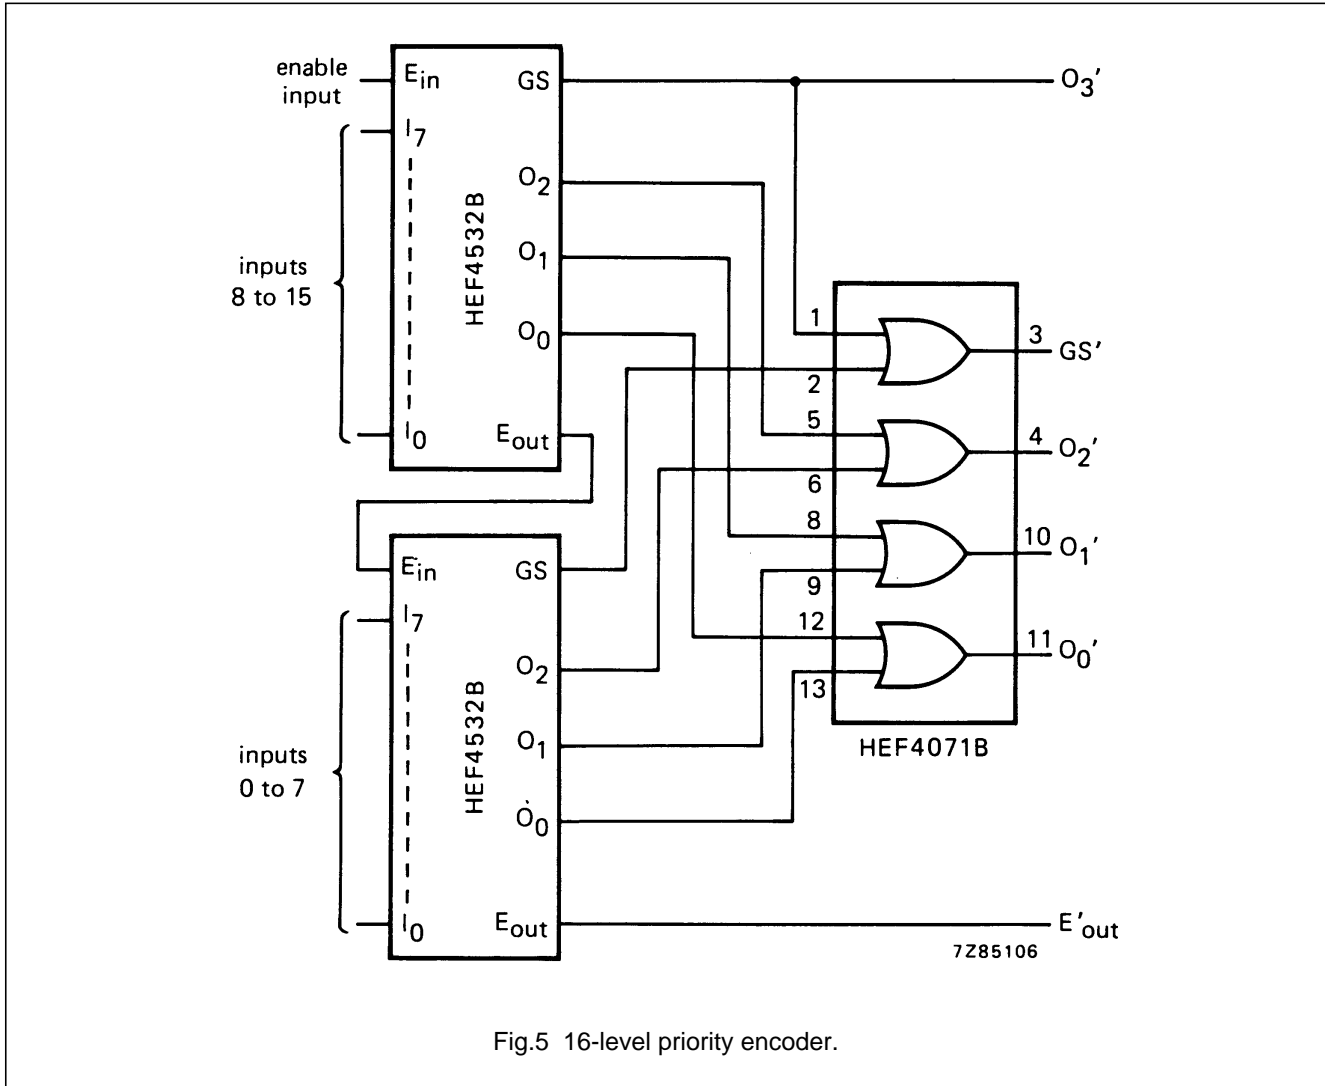 enable
input
E_in
GS
O_3'
I_7
O_2
HEF4532B
O_1
inputs
8 to 15
O_0
1
3
GS'
2
5
4
O_2'
I_0
E_out
6
8
10
O_1'
E_in
GS
9
I_7
12
11
O_0'
O_2
13
HEF4532B
O_1
HEF4071B
inputs
0 to 7
O_0
I_0
E_out
E'_out
7Z85106
Fig.5 16-level priority encoder.